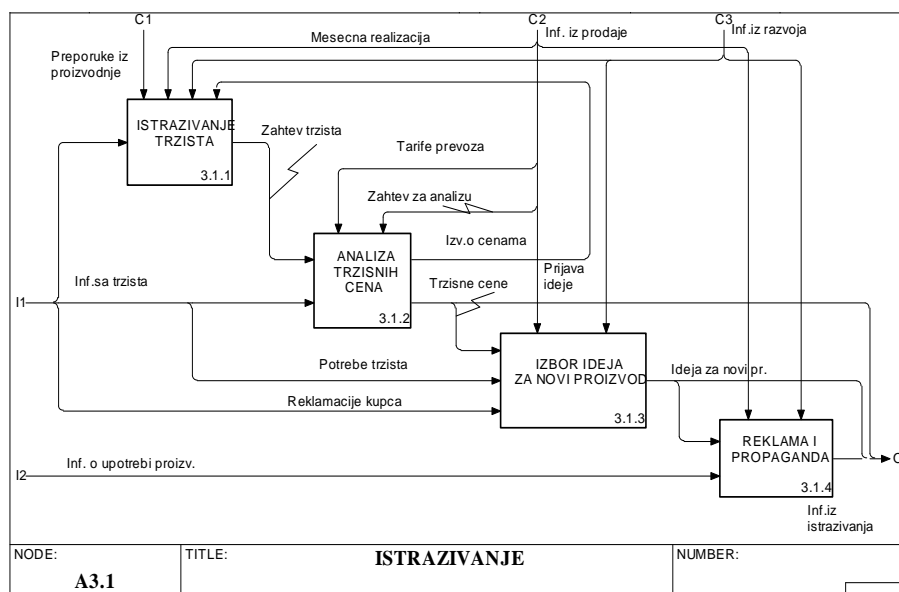 C1
C2
C3
Mesecna realizacija
Inf. iz prodaje
Inf.iz razvoja
Preporuke iz
proizvodnje
ISTRAZIVANJE
TRZISTA
3.1.1
Zahtev trzista
Tarife prevoza
Zahtev za analizu
ANALIZA
TRZISNIH
CENA
3.1.2
Izv.o cenama
Prijava
ideje
Inf.sa trzista
Trzisne cene
I1
IZBOR IDEJA
ZA NOVI PROIZVOD
3.1.3
Potrebe trzista
Ideja za novi pr.
Reklamacije kupca
REKLAMA I
PROPAGANDA
3.1.4
Inf. o upotrebi proizv.
I2
Inf.iz
istrazivanja
NODE:
A3.1
TITLE:
ISTRAZIVANJE
NUMBER: